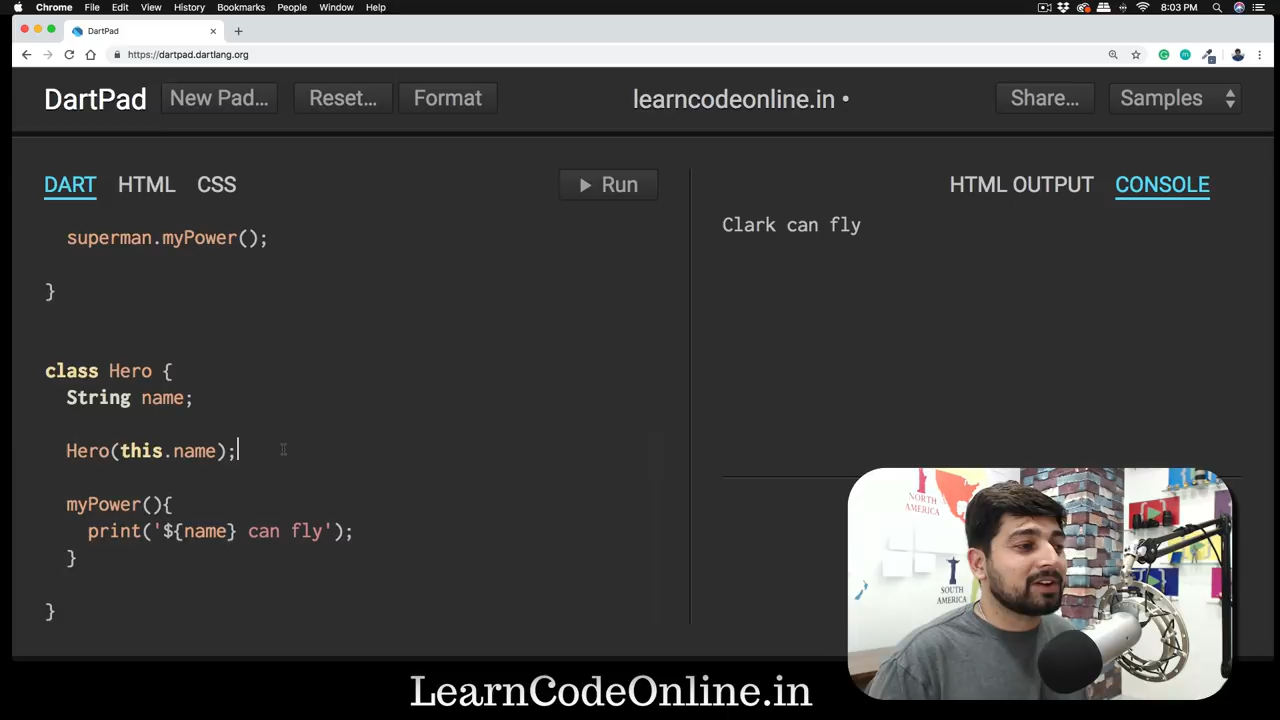 Chrome File Edit View History Bookmarks People Window Help 8:03 PM
DartPad
https://dartpad.dartlang.org
DartPad New Pad... Reset... Format learncodeonline.in • Share... Samples
DART HTML CSS Run HTML OUTPUT CONSOLE
superman.myPower();
Clark can fly
}
class Hero {
String name;
Hero(this.name);
myPower(){
print('${name} can fly');
}
}
NORTH
AMERICA
SOUTH
AMERICA
LearnCodeOnline.in